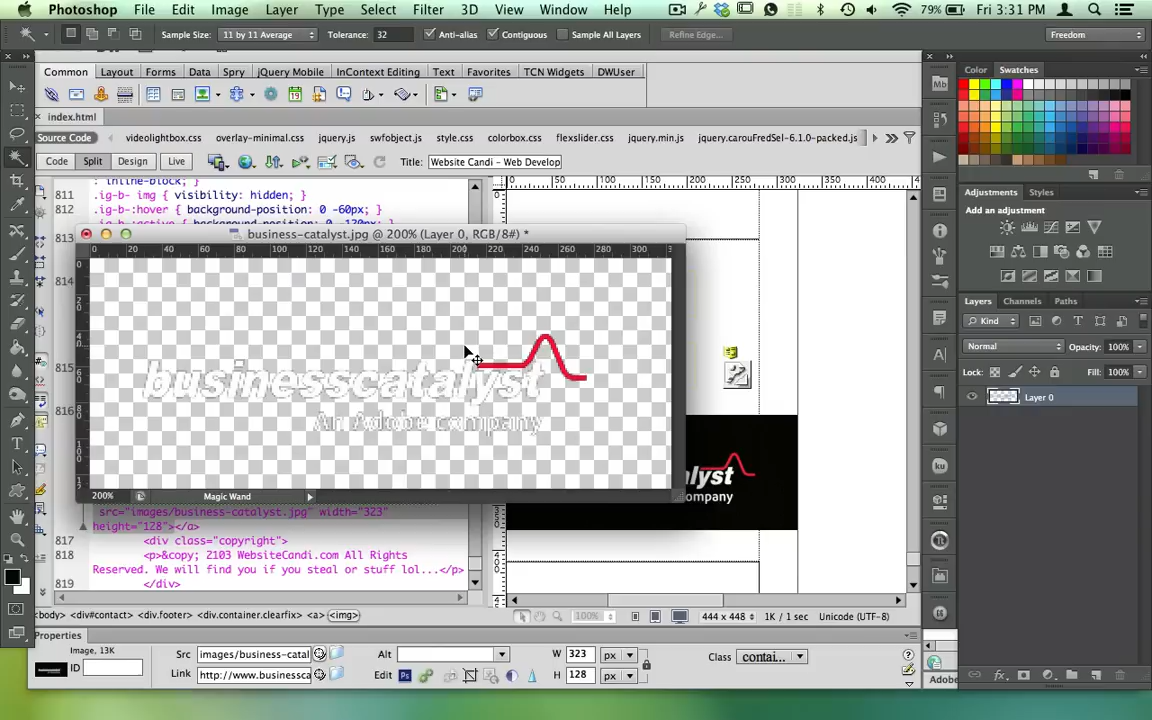 Photoshop File Edit Image Layer Type Select Filter 3D View Window Help 79% Fri 3:31 PM
Sample Size: 11 by 11 Average Tolerance: 32 Anti-alias Contiguous Sample All Layers Refine Edge... Freedom
Common Layout Forms Data Spry jQuery Mobile InContext Editing Text Favorites TCN Widgets DWUser
Color Swatches
index.html
Source Code videolightbox.css overlay-minimal.css jquery.js swfobject.js style.css colorbox.css flexslider.css jquery.min.js jquery.carouFredSel-6.1.0-packed.js
Code Split Design Live Title: Website Candi - Web Develop
: inline-block; }
811 .ig-b- img { visibility: hidden; }
812 .ig-b-:hover { background-position: 0 -60px; }
813
business-catalyst.jpg @ 200% (Layer 0, RGB/8#) *
814
815
816
businesscatalyst
An Adobe company
200% Magic Wand
alyst
ompany
src="images/business-catalyst.jpg" width="323"
height="128"></a>
817 <div class="copyright">
818 <p>&copy; 2103 WebsiteCandi.com All Rights
Reserved. We will find you if you steal or stuff lol...</p>
819 </div>
<body> <div#contact> <div.footer> <div.container.clearfix> <a> <img>
100% 444 x 448 1K / 1 sec Unicode (UTF-8)
Properties
Image, 13K Src images/business-catal Alt W 323 px Class contai...
ID Link http://www.businessca Edit H 128 px
Adjustments Styles
Add an adjustment
Layers Channels Paths
Kind
Normal Opacity: 100%
Lock: Fill: 100%
Layer 0
Adobe